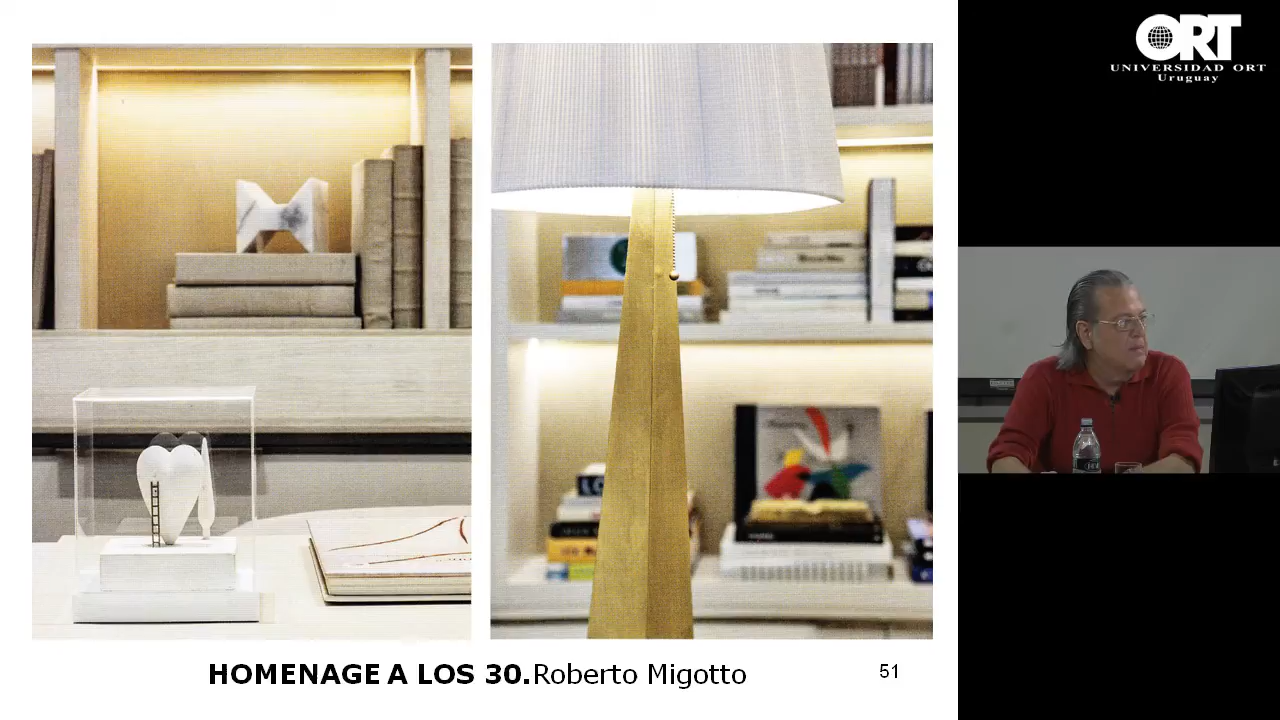 ORT
UNIVERSIDAD ORT
Uruguay
HOMENAGE A LOS 30.Roberto Migotto
51